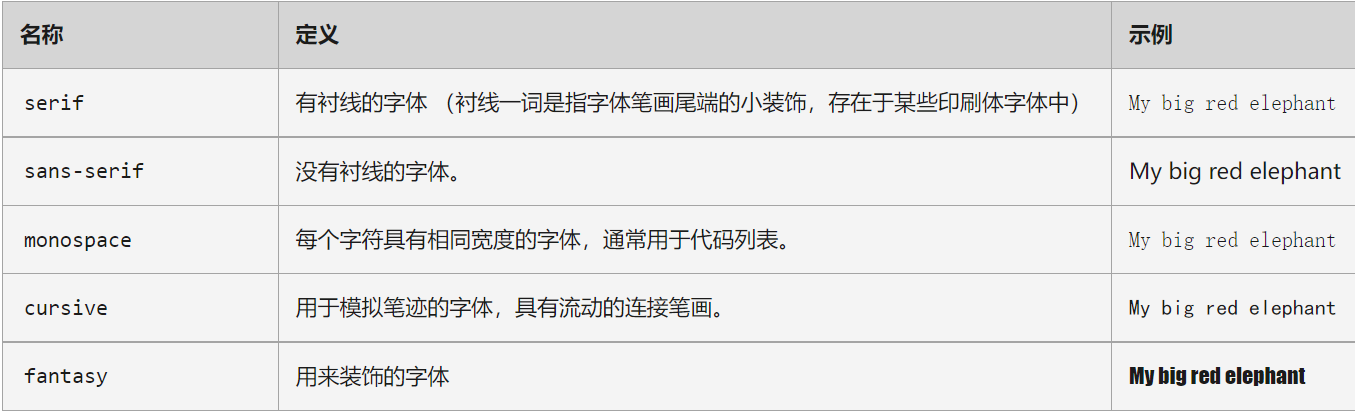 名称 定义 示例
serif 有衬线的字体 （衬线一词是指字体笔画尾端的小装饰，存在于某些印刷体字体中） My big red elephant
sans-serif 没有衬线的字体。 My big red elephant
monospace 每个字符具有相同宽度的字体，通常用于代码列表。 My big red elephant
cursive 用于模拟笔迹的字体，具有流动的连接笔画。 My big red elephant
fantasy 用来装饰的字体 My big red elephant